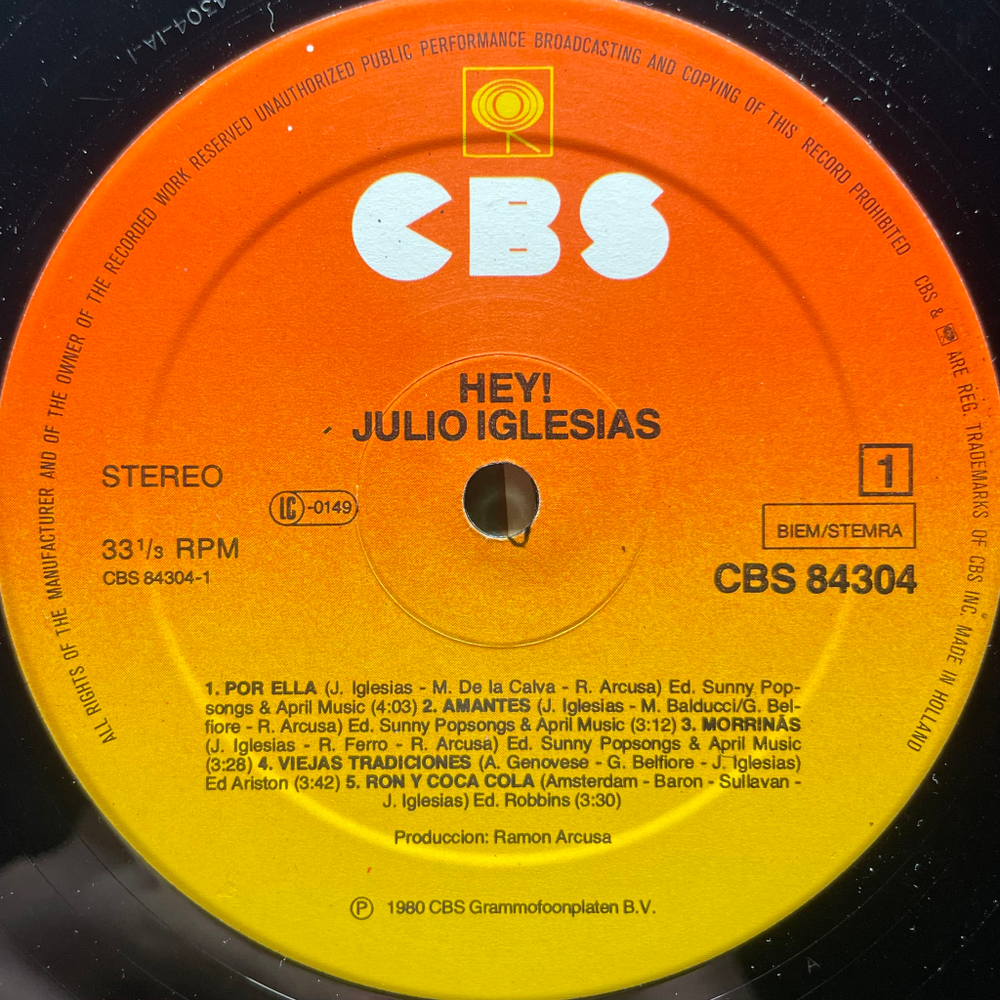 4304-1A-1
ALL RIGHTS OF THE MANUFACTURER AND OF THE OWNER OF THE RECORDED WORK RESERVED UNAUTHORIZED PUBLIC PERFORMANCE BROADCASTING AND COPYING OF THIS RECORD PROHIBITED CBS & ARE REG. TRADEMARKS OF CBS INC. MADE IN HOLLAND
CBS
HEY!
JULIO IGLESIAS
STEREO
LC-0149
33 1/3 RPM
CBS 84304-1
1
BIEM/STEMRA
CBS 84304
1. POR ELLA (J. Iglesias - M. De la Calva - R. Arcusa) Ed. Sunny Pop-
songs & April Music (4:03) 2. AMANTES (J. Iglesias - M. Balducci/G. Bel-
fiore - R. Arcusa) Ed. Sunny Popsongs & April Music (3:12) 3. MORRINÃS
(J. Iglesias - R. Ferro - R. Arcusa) Ed. Sunny Popsongs & April Music
(3:28) 4. VIEJAS TRADICIONES (A. Genovese - G. Belfiore - J. Iglesias)
Ed Ariston (3:42) 5. RON Y COCA COLA (Amsterdam - Baron - Sullavan -
J. Iglesias) Ed. Robbins (3:30)
Produccion: Ramon Arcusa
Ⓟ 1980 CBS Grammofoonplaten B.V.
A